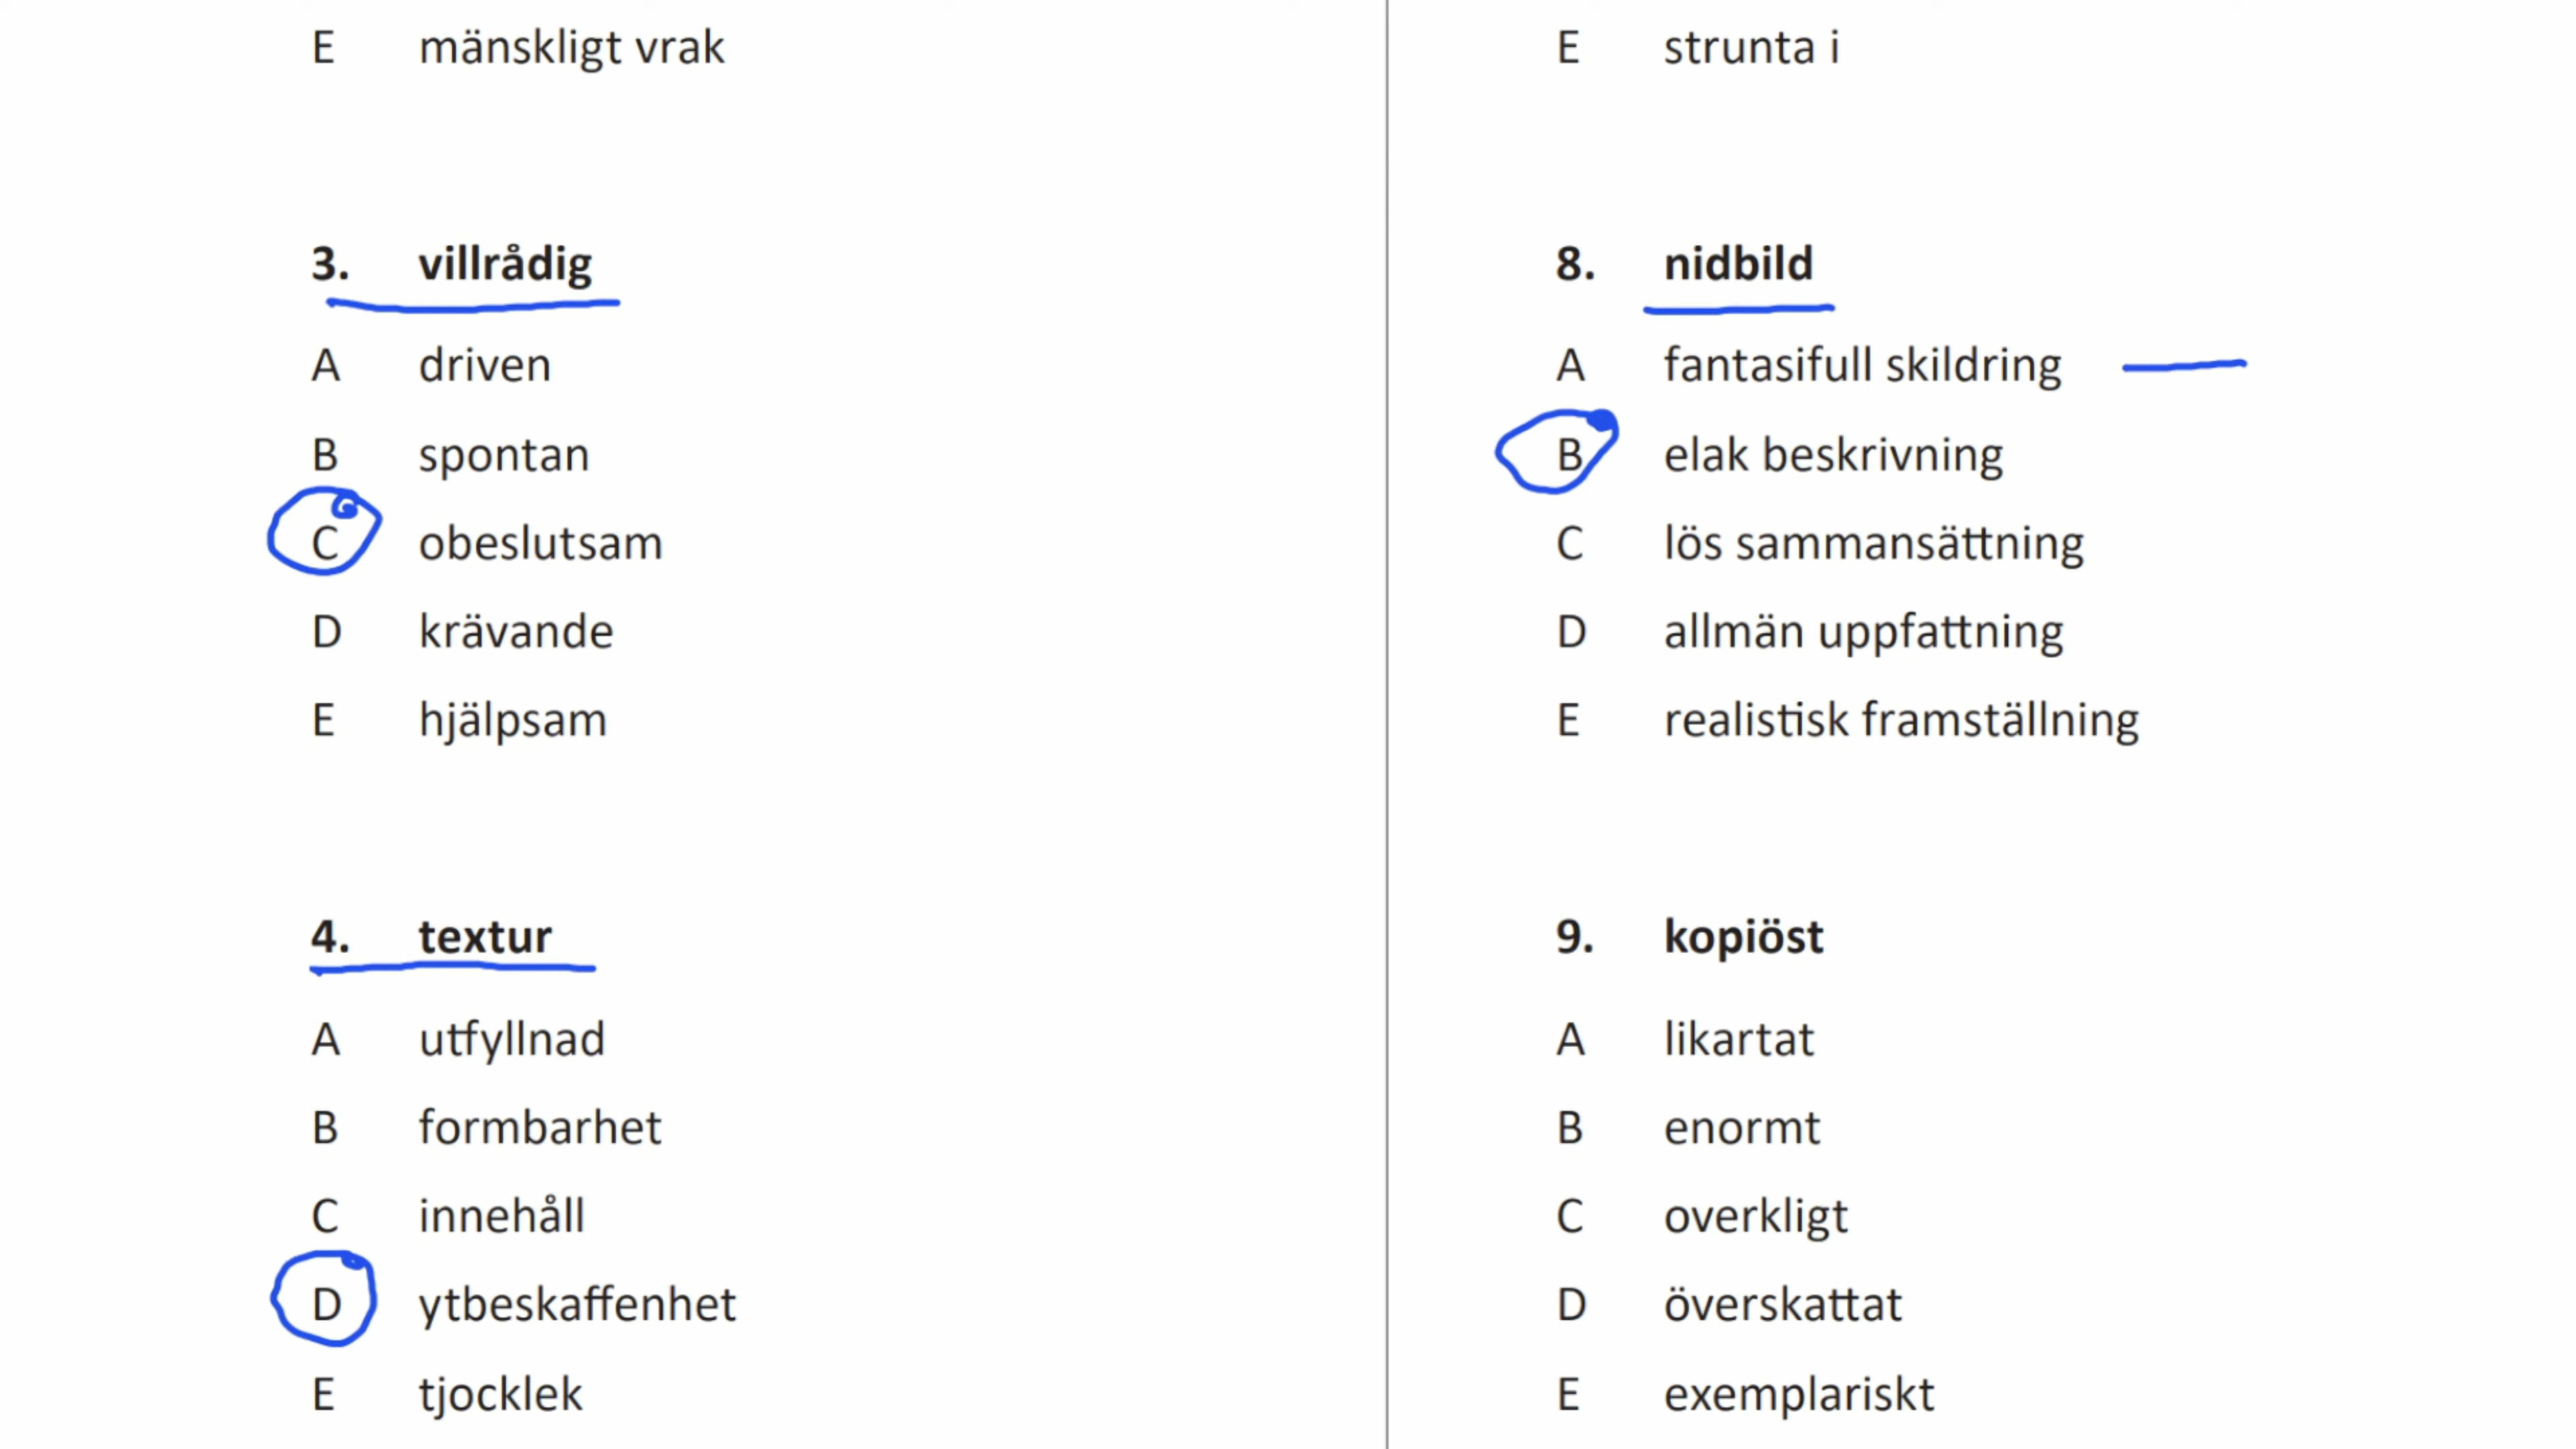 E mänskligt vrak
3. villrådig
A driven
B spontan
C obeslutsam
D krävande
E hjälpsam
4. textur
A utfyllnad
B formbarhet
C innehåll
D ytbeskaffenhet
E tjocklek
E strunta i
8. nidbild
A fantasifull skildring
B elak beskrivning
C lös sammansättning
D allmän uppfattning
E realistisk framställning
9. kopiöst
A likartat
B enormt
C overkligt
D överskattat
E exemplariskt